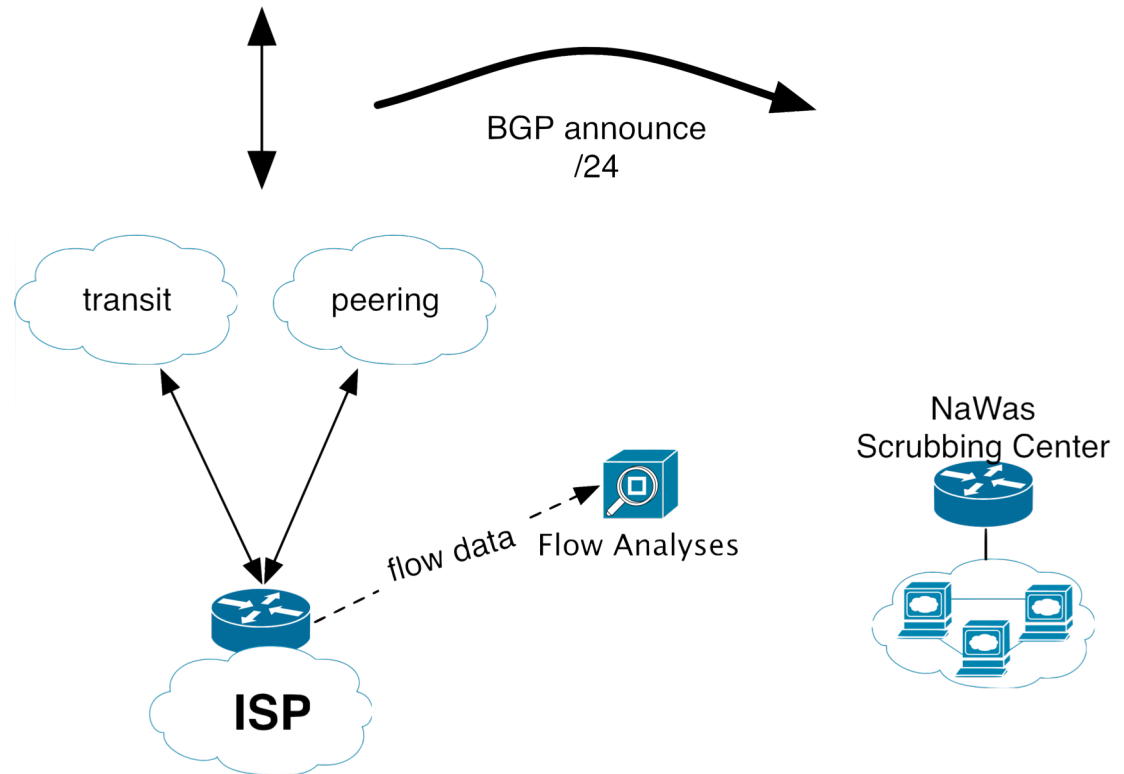 BGP announce
/24
transit
peering
NaWas
Scrubbing Center
flow data
Flow Analyses
ISP